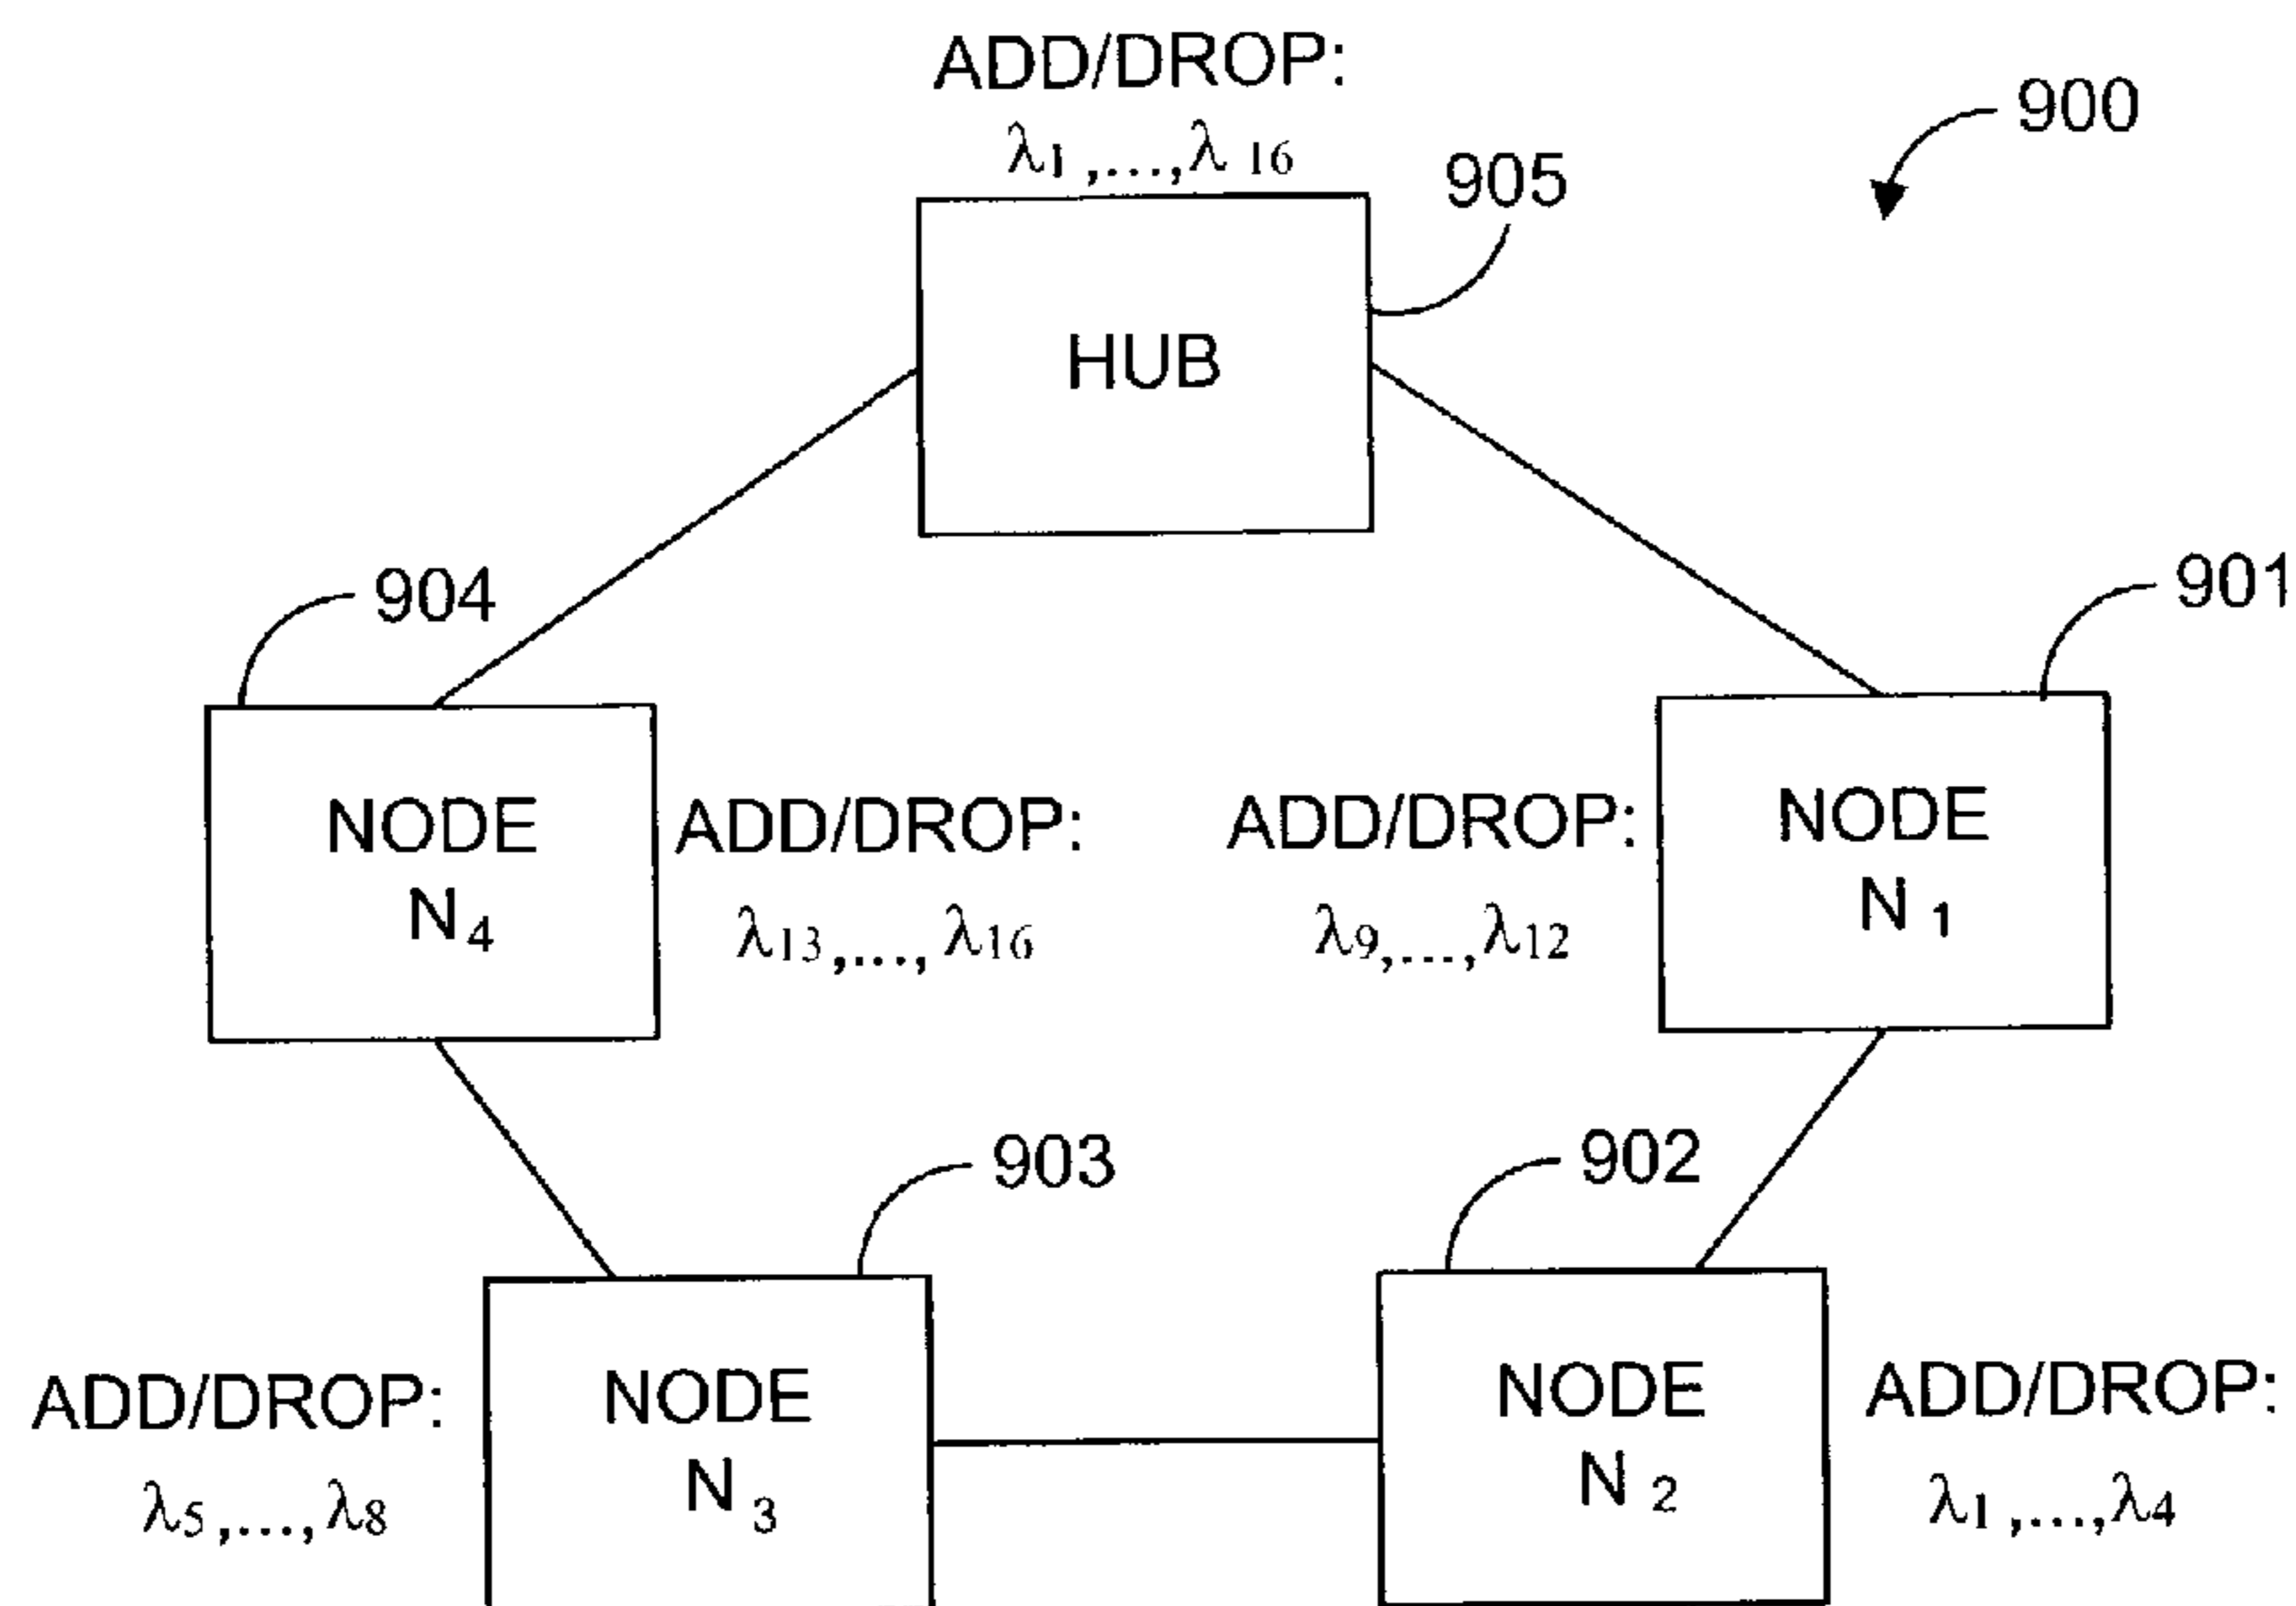 ADD/DROP:
λ1,...,λ16
900
905
HUB
904
901
NODE
N4
ADD/DROP:
λ13,...,λ16
ADD/DROP:
λ9,...,λ12
NODE
N1
903
902
ADD/DROP:
λ5,...,λ8
NODE
N3
NODE
N2
ADD/DROP:
λ1,...,λ4